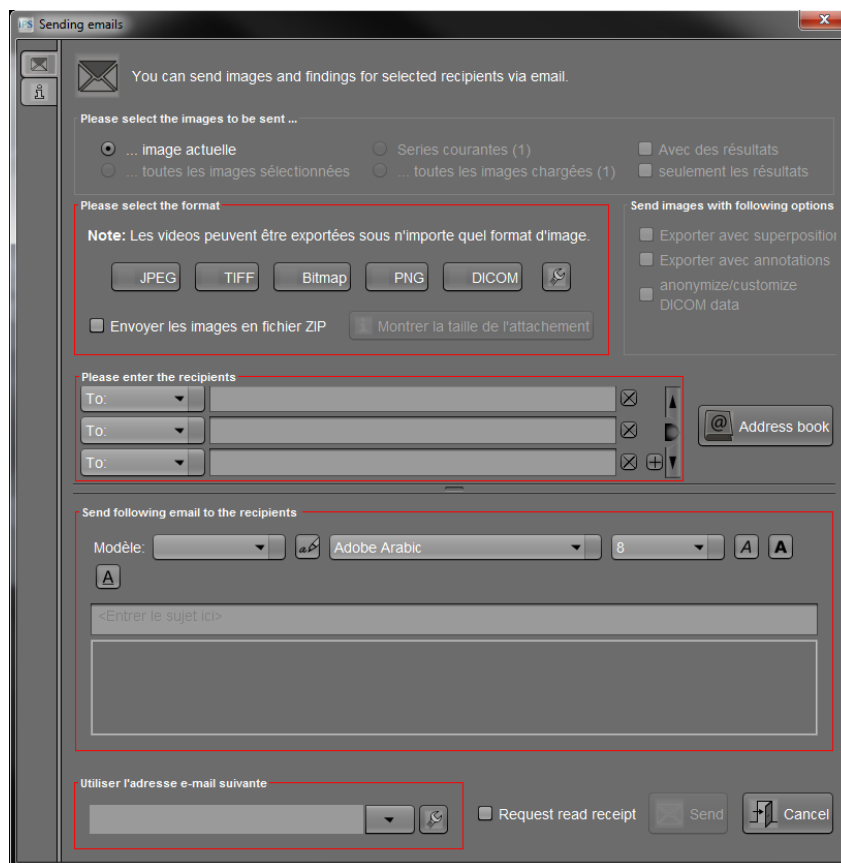 IPS Sending emails
You can send images and findings for selected recipients via email.
Please select the images to be sent ...
... image actuelle
Series courantes (1)
Avec des résultats
... toutes les images sélectionnées
... toutes les images chargées (1)
seulement les résultats
Please select the format
Note: Les videos peuvent être exportées sous n'importe quel format d'image.
JPEG TIFF Bitmap PNG DICOM
Envoyer les images en fichier ZIP
Montrer la taille de l'attachement
Send images with following options
Exporter avec superposition
Exporter avec annotations
anonymize/customize
DICOM data
Please enter the recipients
To:
To:
To:
@ Address book
Send following email to the recipients
Modèle:
Adobe Arabic
8
A
A
A
<Entrer le sujet ici>
Utiliser l'adresse e-mail suivante
Request read receipt
Send
Cancel